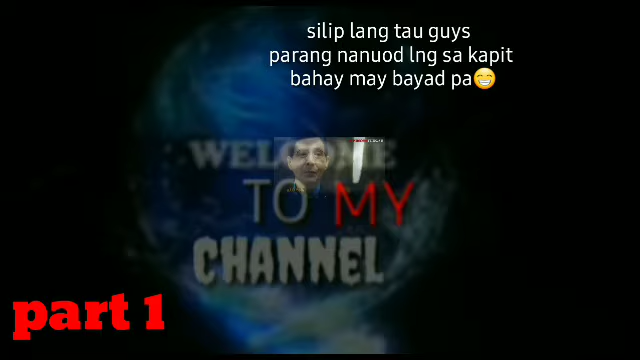 silip lang tau guys
parang nanuod lng sa kapit
bahay may bayad pa😁
WELCOME
TO MY
CHANNEL
part 1